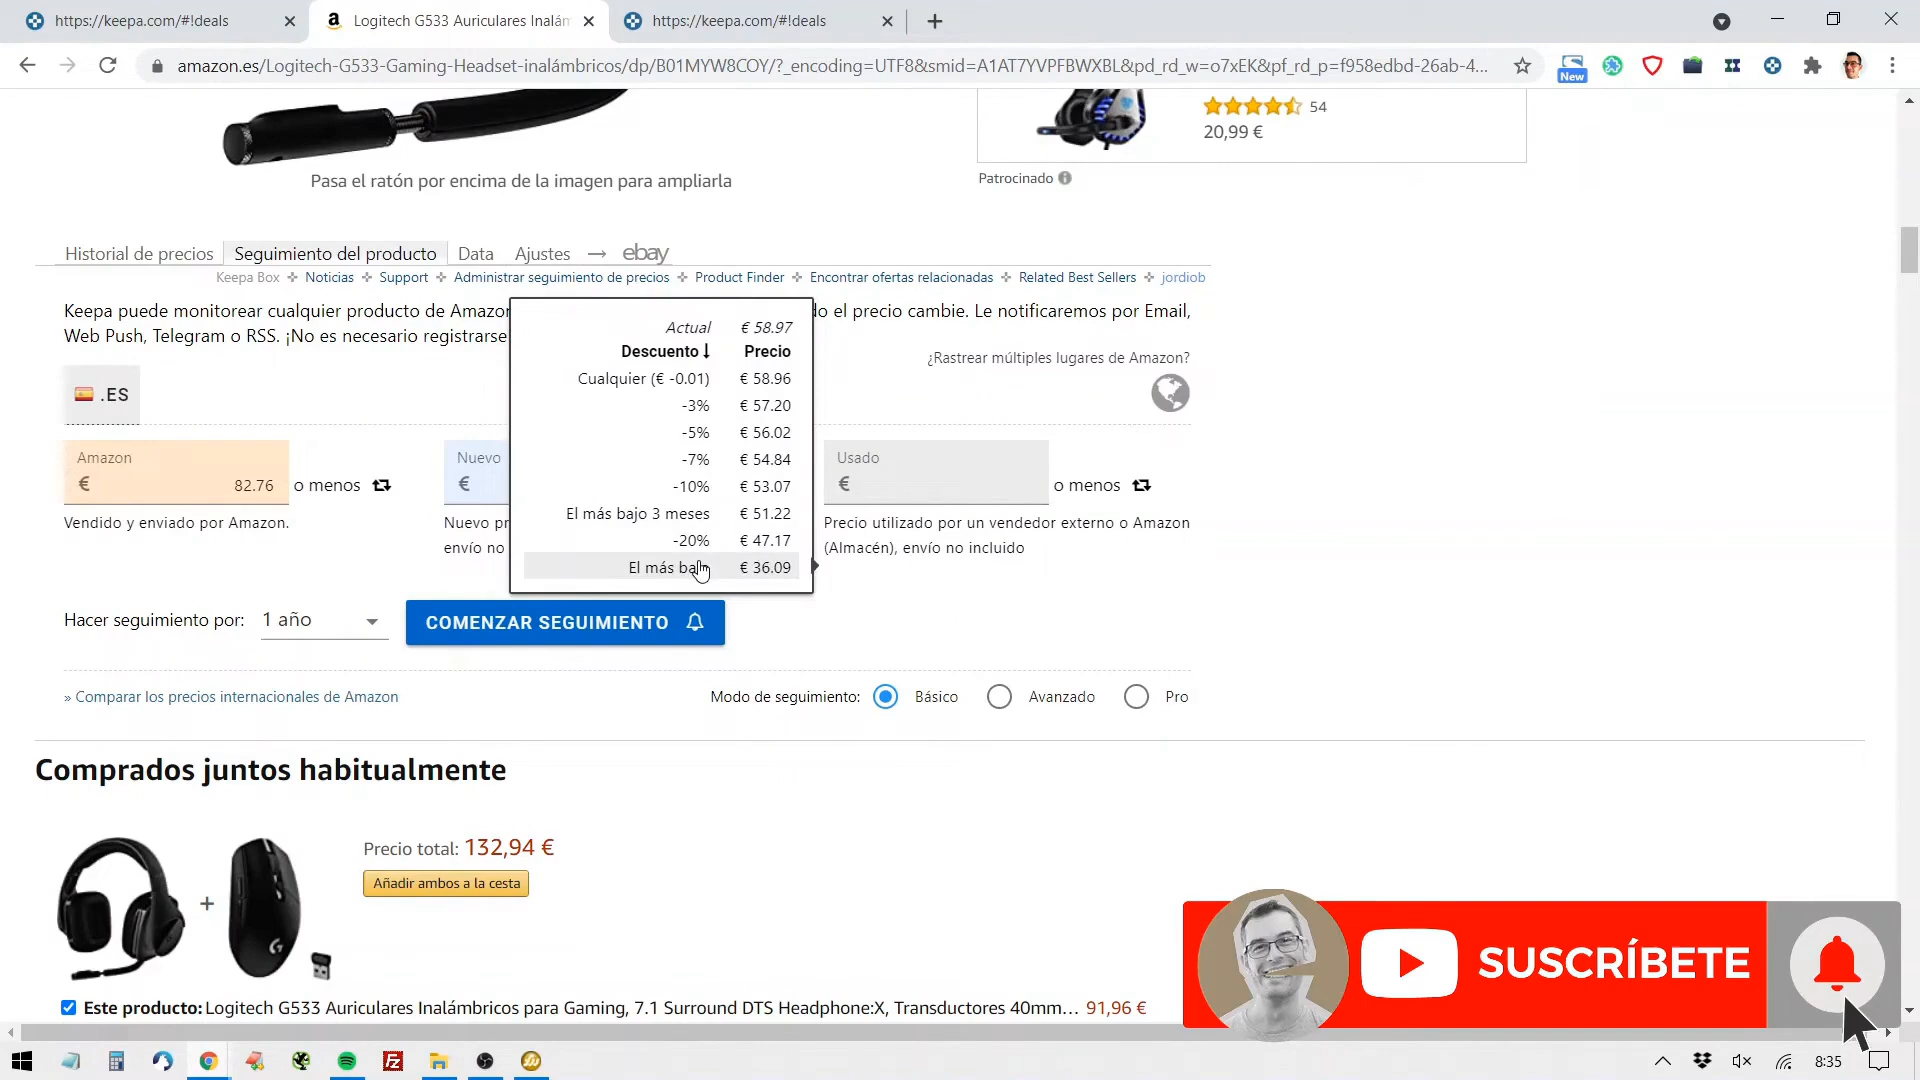 https://keepa.com/#!deals
Logitech G533 Auriculares Inalám
https://keepa.com/#!deals
amazon.es/Logitech-G533-Gaming-Headset-inalámbricos/dp/B01MYW8COY/?_encoding=UTF8&smid=A1AT7YVPFBWXBL&pd_rd_w=o7xEK&pf_rd_p=f958edbd-26ab-4...
New
54
20,99 €
Pasa el ratón por encima de la imagen para ampliarla
Patrocinado
Historial de precios
Seguimiento del producto
Data
Ajustes
ebay
Keepa Box
Noticias
Support
Administrar seguimiento de precios
Product Finder
Encontrar ofertas relacionadas
Related Best Sellers
jordiob
Keepa puede monitorear cualquier producto de Amazo
do el precio cambie. Le notificaremos por Email,
Web Push, Telegram o RSS. ¡No es necesario registrarse
¿Rastrear múltiples lugares de Amazon?
.ES
Actual € 58.97
Descuento↓ Precio
Cualquier (€ -0.01) € 58.96
-3% € 57.20
-5% € 56.02
-7% € 54.84
-10% € 53.07
El más bajo 3 meses € 51.22
-20% € 47.17
El más bajo € 36.09
Amazon
€ 82.76 o menos
Vendido y enviado por Amazon.
Nuevo
€
Nuevo pr
envío no
Usado
€ o menos
Precio utilizado por un vendedor externo o Amazon
(Almacén), envío no incluido
Hacer seguimiento por: 1 año
COMENZAR SEGUIMIENTO
» Comparar los precios internacionales de Amazon
Modo de seguimiento: Básico Avanzado Pro
Comprados juntos habitualmente
Precio total: 132,94 €
Añadir ambos a la cesta
+
G
SUSCRÍBETE
Este producto: Logitech G533 Auriculares Inalámbricos para Gaming, 7.1 Surround DTS Headphone:X, Transductores 40mm… 91,96 €
8:35